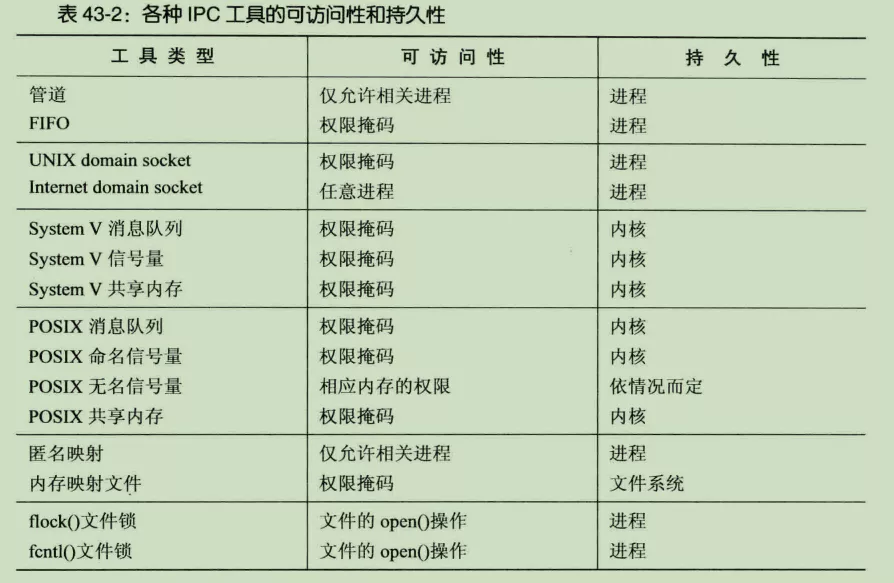 表 43-2：各种 IPC 工具的可访问性和持久性
工具类型 可访问性 持久性
管道 仅允许相关进程 进程
FIFO 权限掩码 进程
UNIX domain socket 权限掩码 进程
Internet domain socket 任意进程 进程
System V 消息队列 权限掩码 内核
System V 信号量 权限掩码 内核
System V 共享内存 权限掩码 内核
POSIX 消息队列 权限掩码 内核
POSIX 命名信号量 权限掩码 内核
POSIX 无名信号量 相应内存的权限 依情况而定
POSIX 共享内存 权限掩码 内核
匿名映射 仅允许相关进程 进程
内存映射文件 权限掩码 文件系统
flock()文件锁 文件的 open()操作 进程
fcntl()文件锁 文件的 open()操作 进程